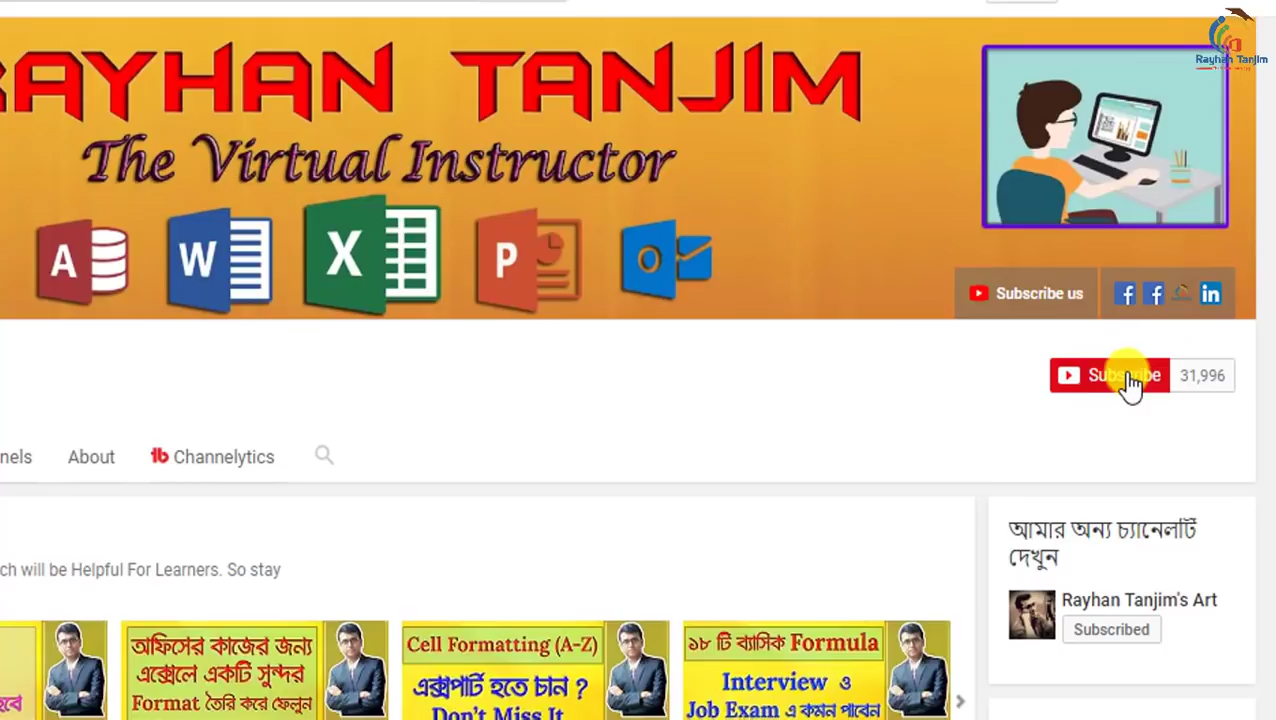 RAYHAN TANJIM
Rayhan Tanjim
The Virtual Instructor
A
W
X
P
O
Subscribe us
Subscribe
31,996
nels
About
Channelytics
ch will be Helpful For Learners. So stay
আমার অন্য চ্যানেলটি
দেখুন
Rayhan Tanjim's Art
Subscribed
হবে
অফিসের কাজের জন্য
এক্সেলে একটি সুন্দর
Format তৈরি করে ফেলুন
Cell Formatting (A-Z)
এক্সপার্ট হতে চান ?
Don't Miss It
১৮ টি ব্যাসিক Formula
Interview ও
Job Exam এ কমন পাবেন